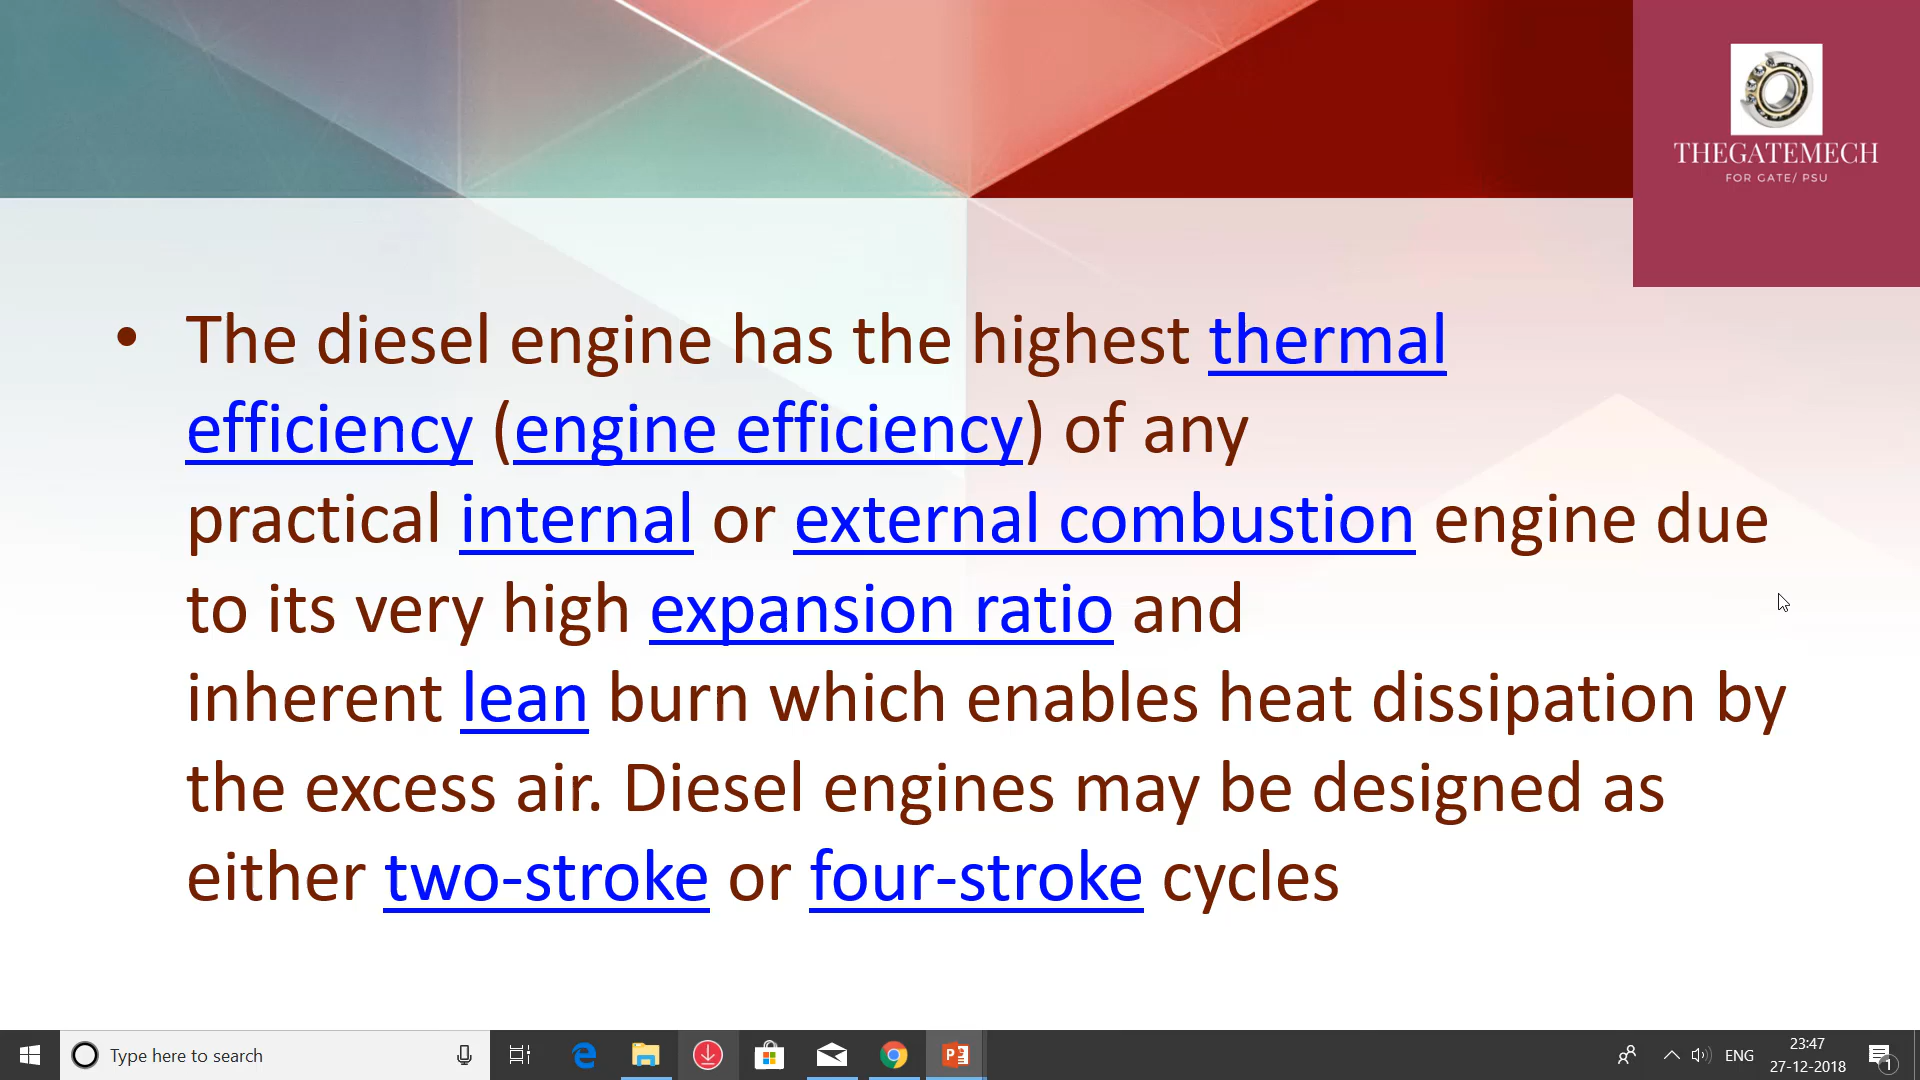 THEGATEMECH
FOR GATE/ PSU
• The diesel engine has the highest thermal
efficiency (engine efficiency) of any
practical internal or external combustion engine due
to its very high expansion ratio and
inherent lean burn which enables heat dissipation by
the excess air. Diesel engines may be designed as
either two-stroke or four-stroke cycles
Type here to search
ENG
23:47
27-12-2018
1